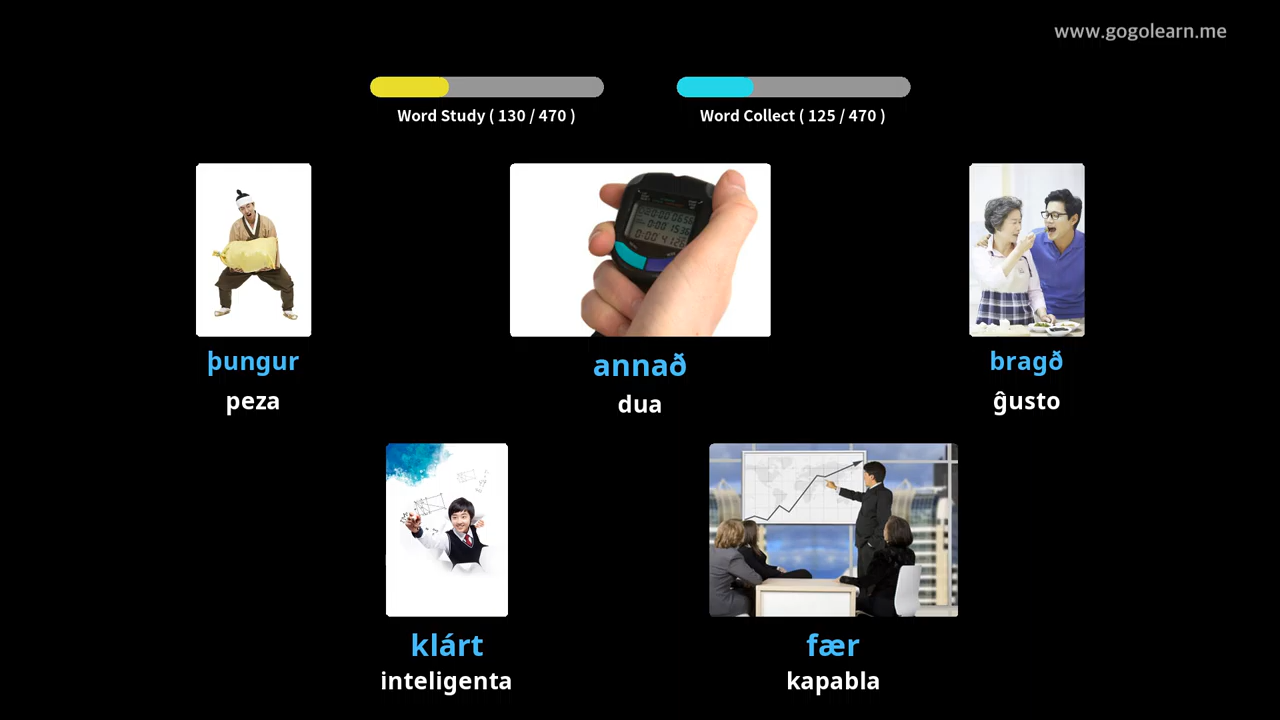 www.gogolearn.me
Word Study ( 130 / 470 )
Word Collect ( 125 / 470 )
þungur
peza
annað
dua
bragð
ĝusto
klárt
inteligenta
fær
kapabla